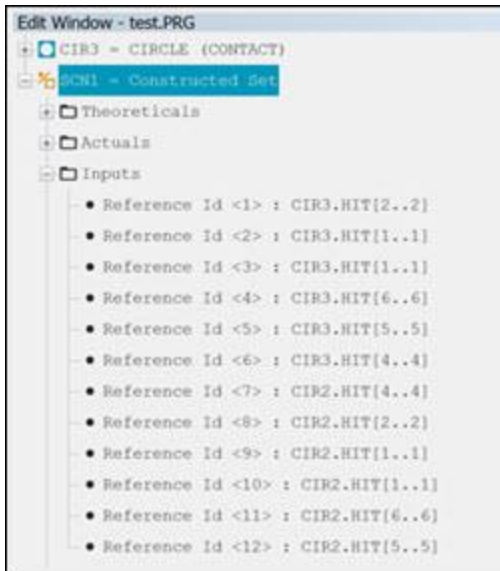 Edit Window - test.PRG
CIR3 = CIRCLE (CONTACT)
SCN1 = Constructed Set
Theoreticals
Actuals
Inputs
Reference Id <1> : CIR3.HIT[2..2]
Reference Id <2> : CIR3.HIT[1..1]
Reference Id <3> : CIR3.HIT[1..1]
Reference Id <4> : CIR3.HIT[6..6]
Reference Id <5> : CIR3.HIT[5..5]
Reference Id <6> : CIR3.HIT[4..4]
Reference Id <7> : CIR2.HIT[4..4]
Reference Id <8> : CIR2.HIT[2..2]
Reference Id <9> : CIR2.HIT[1..1]
Reference Id <10> : CIR2.HIT[1..1]
Reference Id <11> : CIR2.HIT[6..6]
Reference Id <12> : CIR2.HIT[5..5]